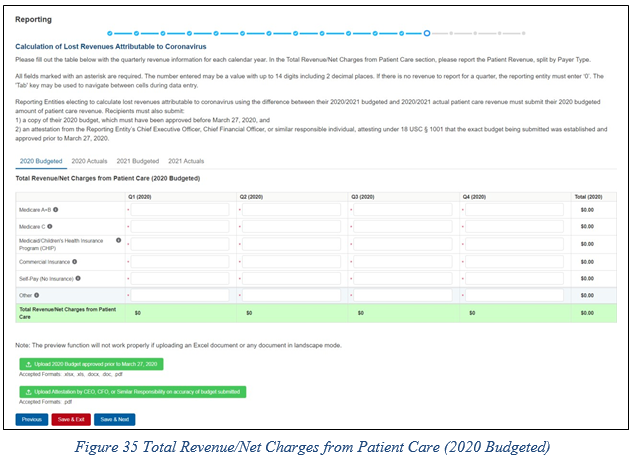 Reporting
Calculation of Lost Revenues Attributable to Coronavirus
Please fill out the table with the quarterly revenue information for each calendar year. In the Total Revenue/Net Charges from Patient Care section, please report the Patient Revenue, split by Payer Type.
All fields marked with an asterisk are required. The number entered may be a value with up to 14 digits including 2 decimal places. If there is no revenue to report for a quarter, the reporting entity must enter '0'. The
'Tab' key may be used to navigate between cells during data entry.
Reporting Entities electing to calculate lost revenues attributable to coronavirus using the difference between their 2020/2021 budgeted and 2020/2021 actual patient care revenue must submit their 2020 budgeted
amount of patient care revenue. Recipients must also submit:
1) a copy of their 2020 budget, which must have been approved before March 27, 2020, and
2) an attestation from the Reporting Entity's Chief Executive Officer, Chief Financial Officer, or similar responsible individual, attesting under 18 USC § 1001 that the exact budget being submitted was established and
approved prior to March 27, 2020.
2020 Budgeted 2020 Actuals 2021 Budgeted 2021 Actuals
Total Revenue/Net Charges from Patient Care (2020 Budgeted)
Q1 (2020) Q2 (2020) Q3 (2020) Q4 (2020) Total (2020)
Medicare A+B * * * * $0.00
Medicare C * * * * $0.00
Medicaid/Children's Health Insurance
Program (CHIP) * * * * $0.00
Commercial Insurance * * * * $0.00
Self-Pay (No Insurance) * * * * $0.00
Other * * * * $0.00
Total Revenue/Net Charges from Patient
Care $0 $0 $0 $0 $0.00
Note: The preview function will not work properly if uploading an Excel document or any document in landscape mode.
Upload 2020 Budget approved prior to March 27, 2020
Accepted Formats: .xlsx, .xls, .docx, .doc, .pdf
Upload Attestation by CEO, CFO, or Similar Responsibility on accuracy of budget submitted
Accepted Formats: .pdf
Previous Save & Exit Save & Next
Figure 35 Total Revenue/Net Charges from Patient Care (2020 Budgeted)